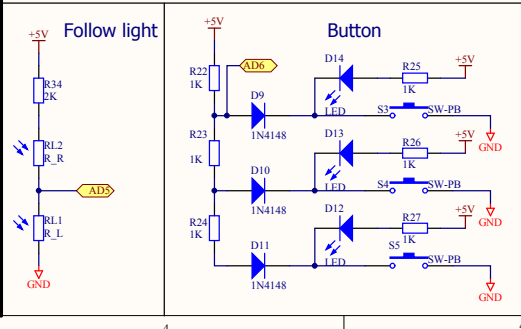 Follow light
+5V
R34
2K
RL2
R_R
AD5
RL1
R_L
GND
Button
+5V
AD6
R22
1K
D9
1N4148
D14
LED
R25
1K
+5V
S3
SW-PB
GND
R23
1K
D10
1N4148
D13
LED
R26
1K
+5V
S4
SW-PB
GND
R24
1K
D11
1N4148
D12
LED
R27
1K
+5V
S5
SW-PB
GND